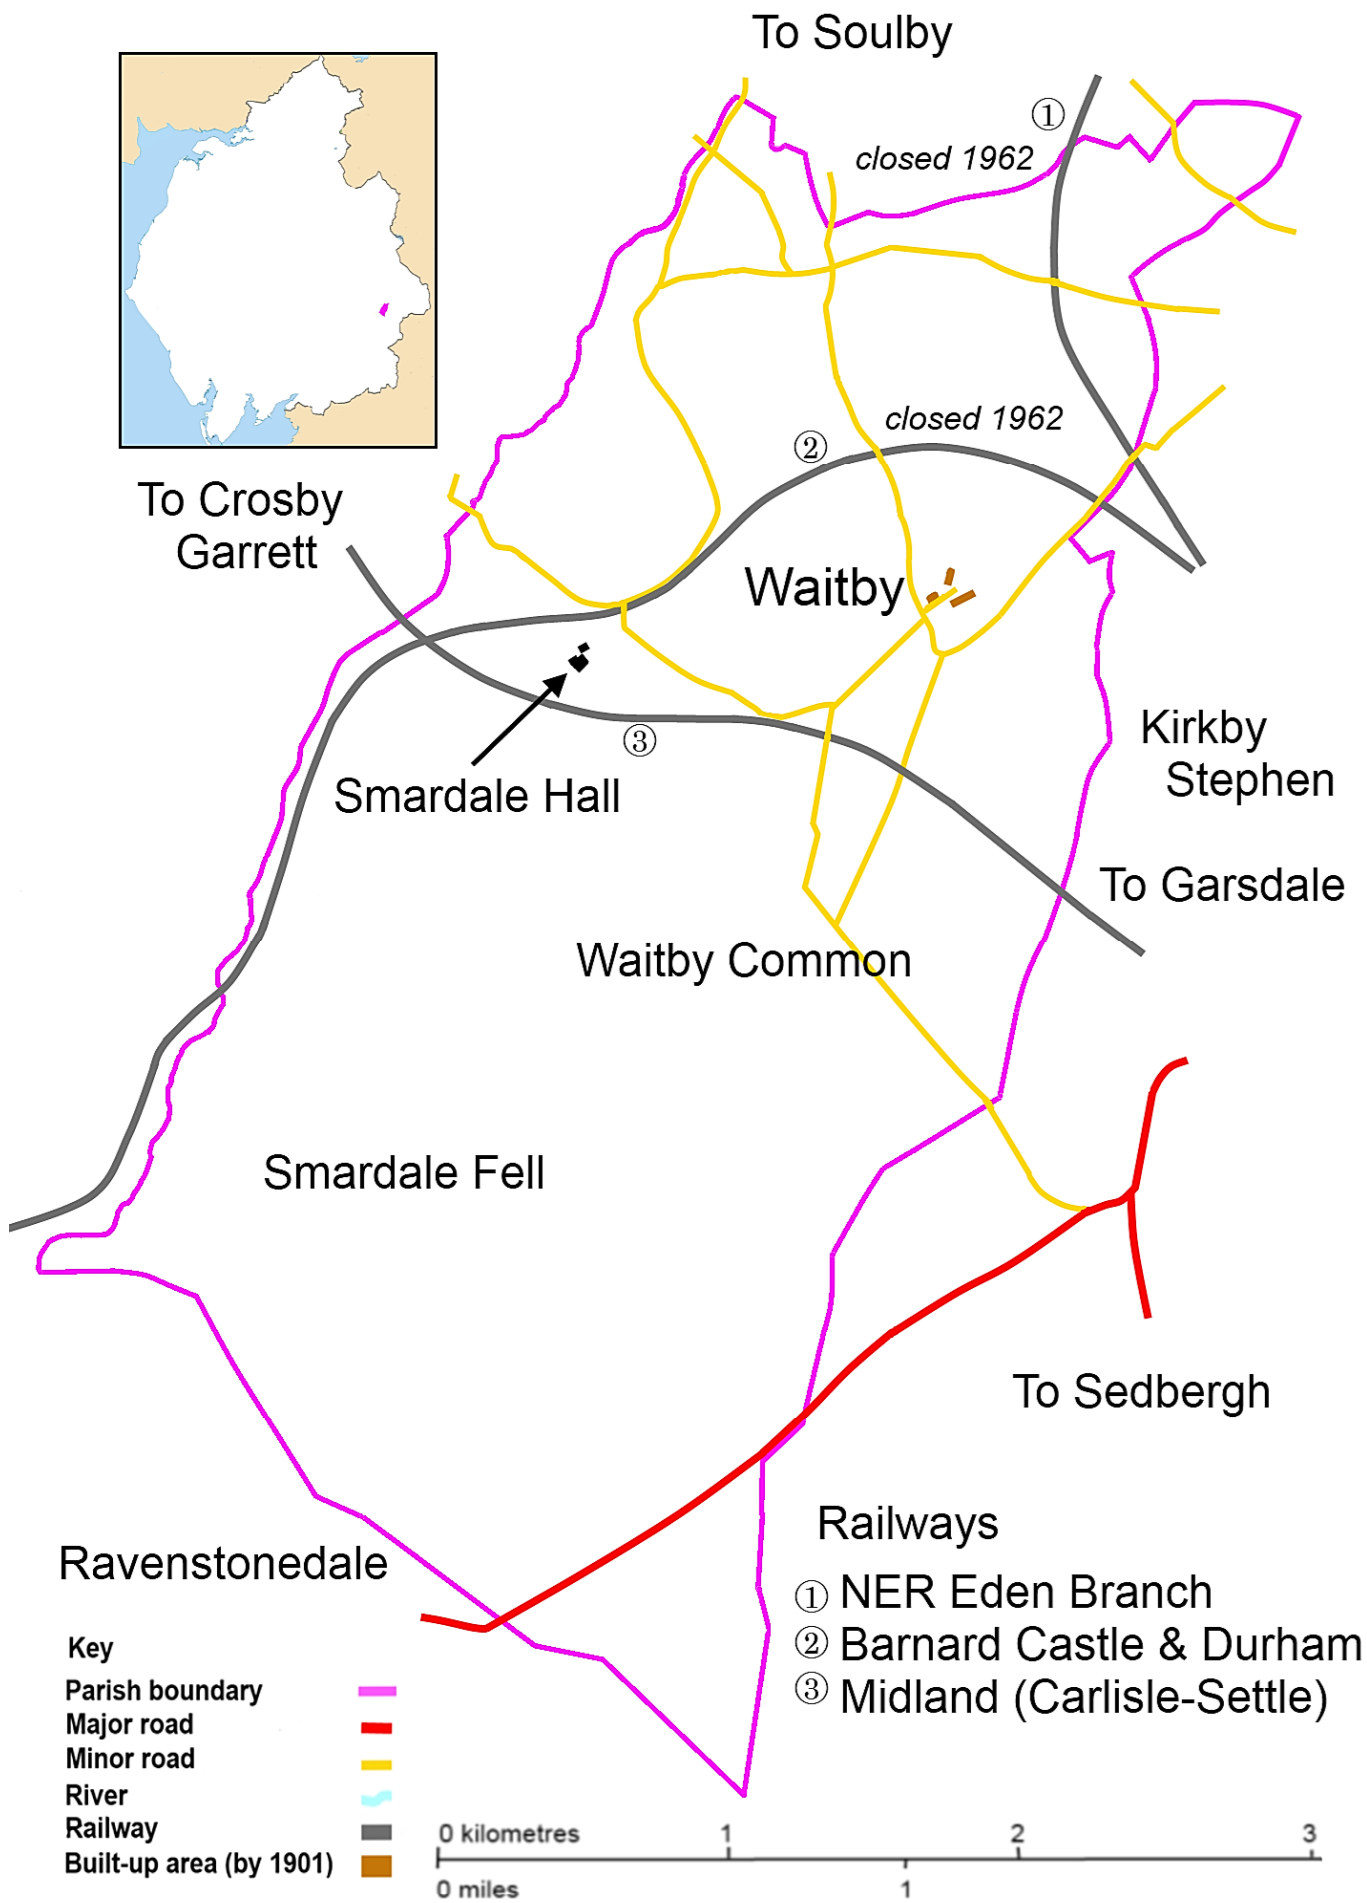 To Soulby
①
closed 1962
closed 1962
②
To Crosby
Garrett
Waitby
③
Smardale Hall
Kirkby
Stephen
To Garsdale
Waitby Common
Smardale Fell
To Sedbergh
Railways
① NER Eden Branch
② Barnard Castle & Durham
③ Midland (Carlisle-Settle)
Ravenstonedale
Key
Parish boundary
Major road
Minor road
River
Railway
Built-up area (by 1901)
0 kilometres 1 2 3
0 miles 1